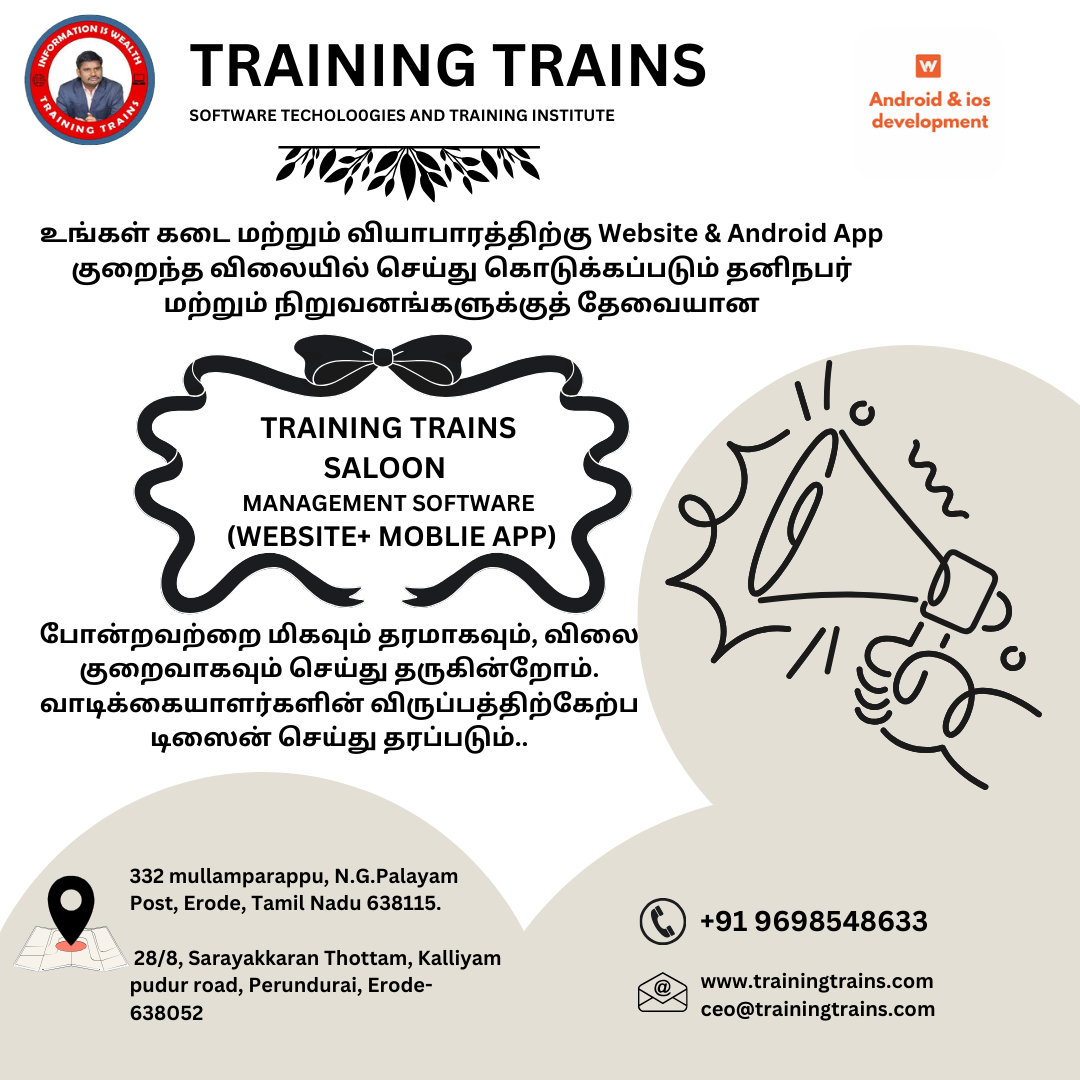 INFORMATION IS WEALTH
TRAINING TRAINS
TRAINING TRAINS
SOFTWARE TECHOLO0GIES AND TRAINING INSTITUTE
W
Android & ios
development
உங்கள் கடை மற்றும் வியாபாரத்திற்கு Website & Android App
குறைந்த விலையில் செய்து கொடுக்கப்படும் தனிநபர்
மற்றும் நிறுவனங்களுக்குத் தேவையான
TRAINING TRAINS
SALOON
MANAGEMENT SOFTWARE
(WEBSITE+ MOBLIE APP)
போன்றவற்றை மிகவும் தரமாகவும், விலை
குறைவாகவும் செய்து தருகின்றோம்.
வாடிக்கையாளர்களின் விருப்பத்திற்கேற்ப
டிஸைன் செய்து தரப்படும்..
332 mullamparappu, N.G.Palayam
Post, Erode, Tamil Nadu 638115.
28/8, Sarayakkaran Thottam, Kalliyam
pudur road, Perundurai, Erode-
638052
+91 9698548633
@
www.trainingtrains.com
ceo@trainingtrains.com